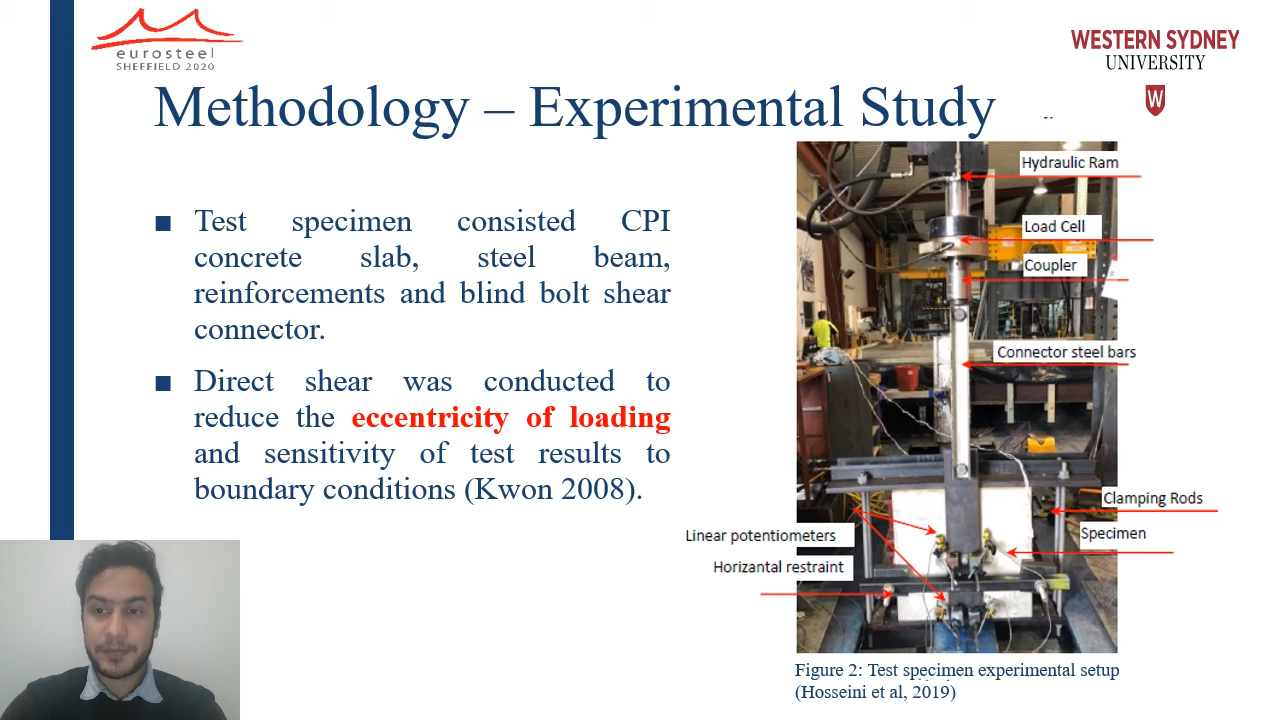 eurosteel
SHEFFIELD 2020
WESTERN SYDNEY
UNIVERSITY
W
Methodology – Experimental Study
■ Test specimen consisted CPI
concrete slab, steel beam,
reinforcements and blind bolt shear
connector.
■ Direct shear was conducted to
reduce the eccentricity of loading
and sensitivity of test results to
boundary conditions (Kwon 2008).
Hydraulic Ram
Load Cell
Coupler
Connector steel bars
Clamping Rods
Specimen
Linear potentiometers
Horizantal restraint
Figure 2: Test specimen experimental setup
(Hosseini et al, 2019)